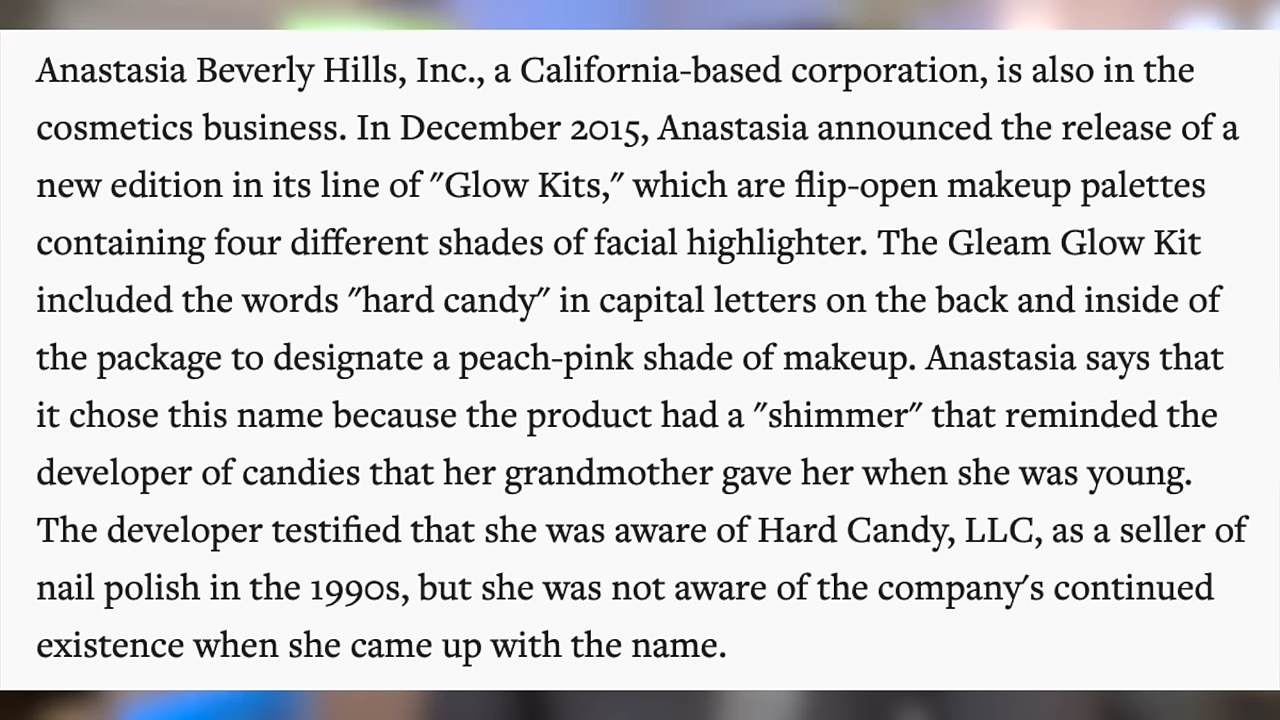 Anastasia Beverly Hills, Inc., a California-based corporation, is also in the
cosmetics business. In December 2015, Anastasia announced the release of a
new edition in its line of "Glow Kits," which are flip-open makeup palettes
containing four different shades of facial highlighter. The Gleam Glow Kit
included the words "hard candy" in capital letters on the back and inside of
the package to designate a peach-pink shade of makeup. Anastasia says that
it chose this name because the product had a "shimmer" that reminded the
developer of candies that her grandmother gave her when she was young.
The developer testified that she was aware of Hard Candy, LLC, as a seller of
nail polish in the 1990s, but she was not aware of the company's continued
existence when she came up with the name.